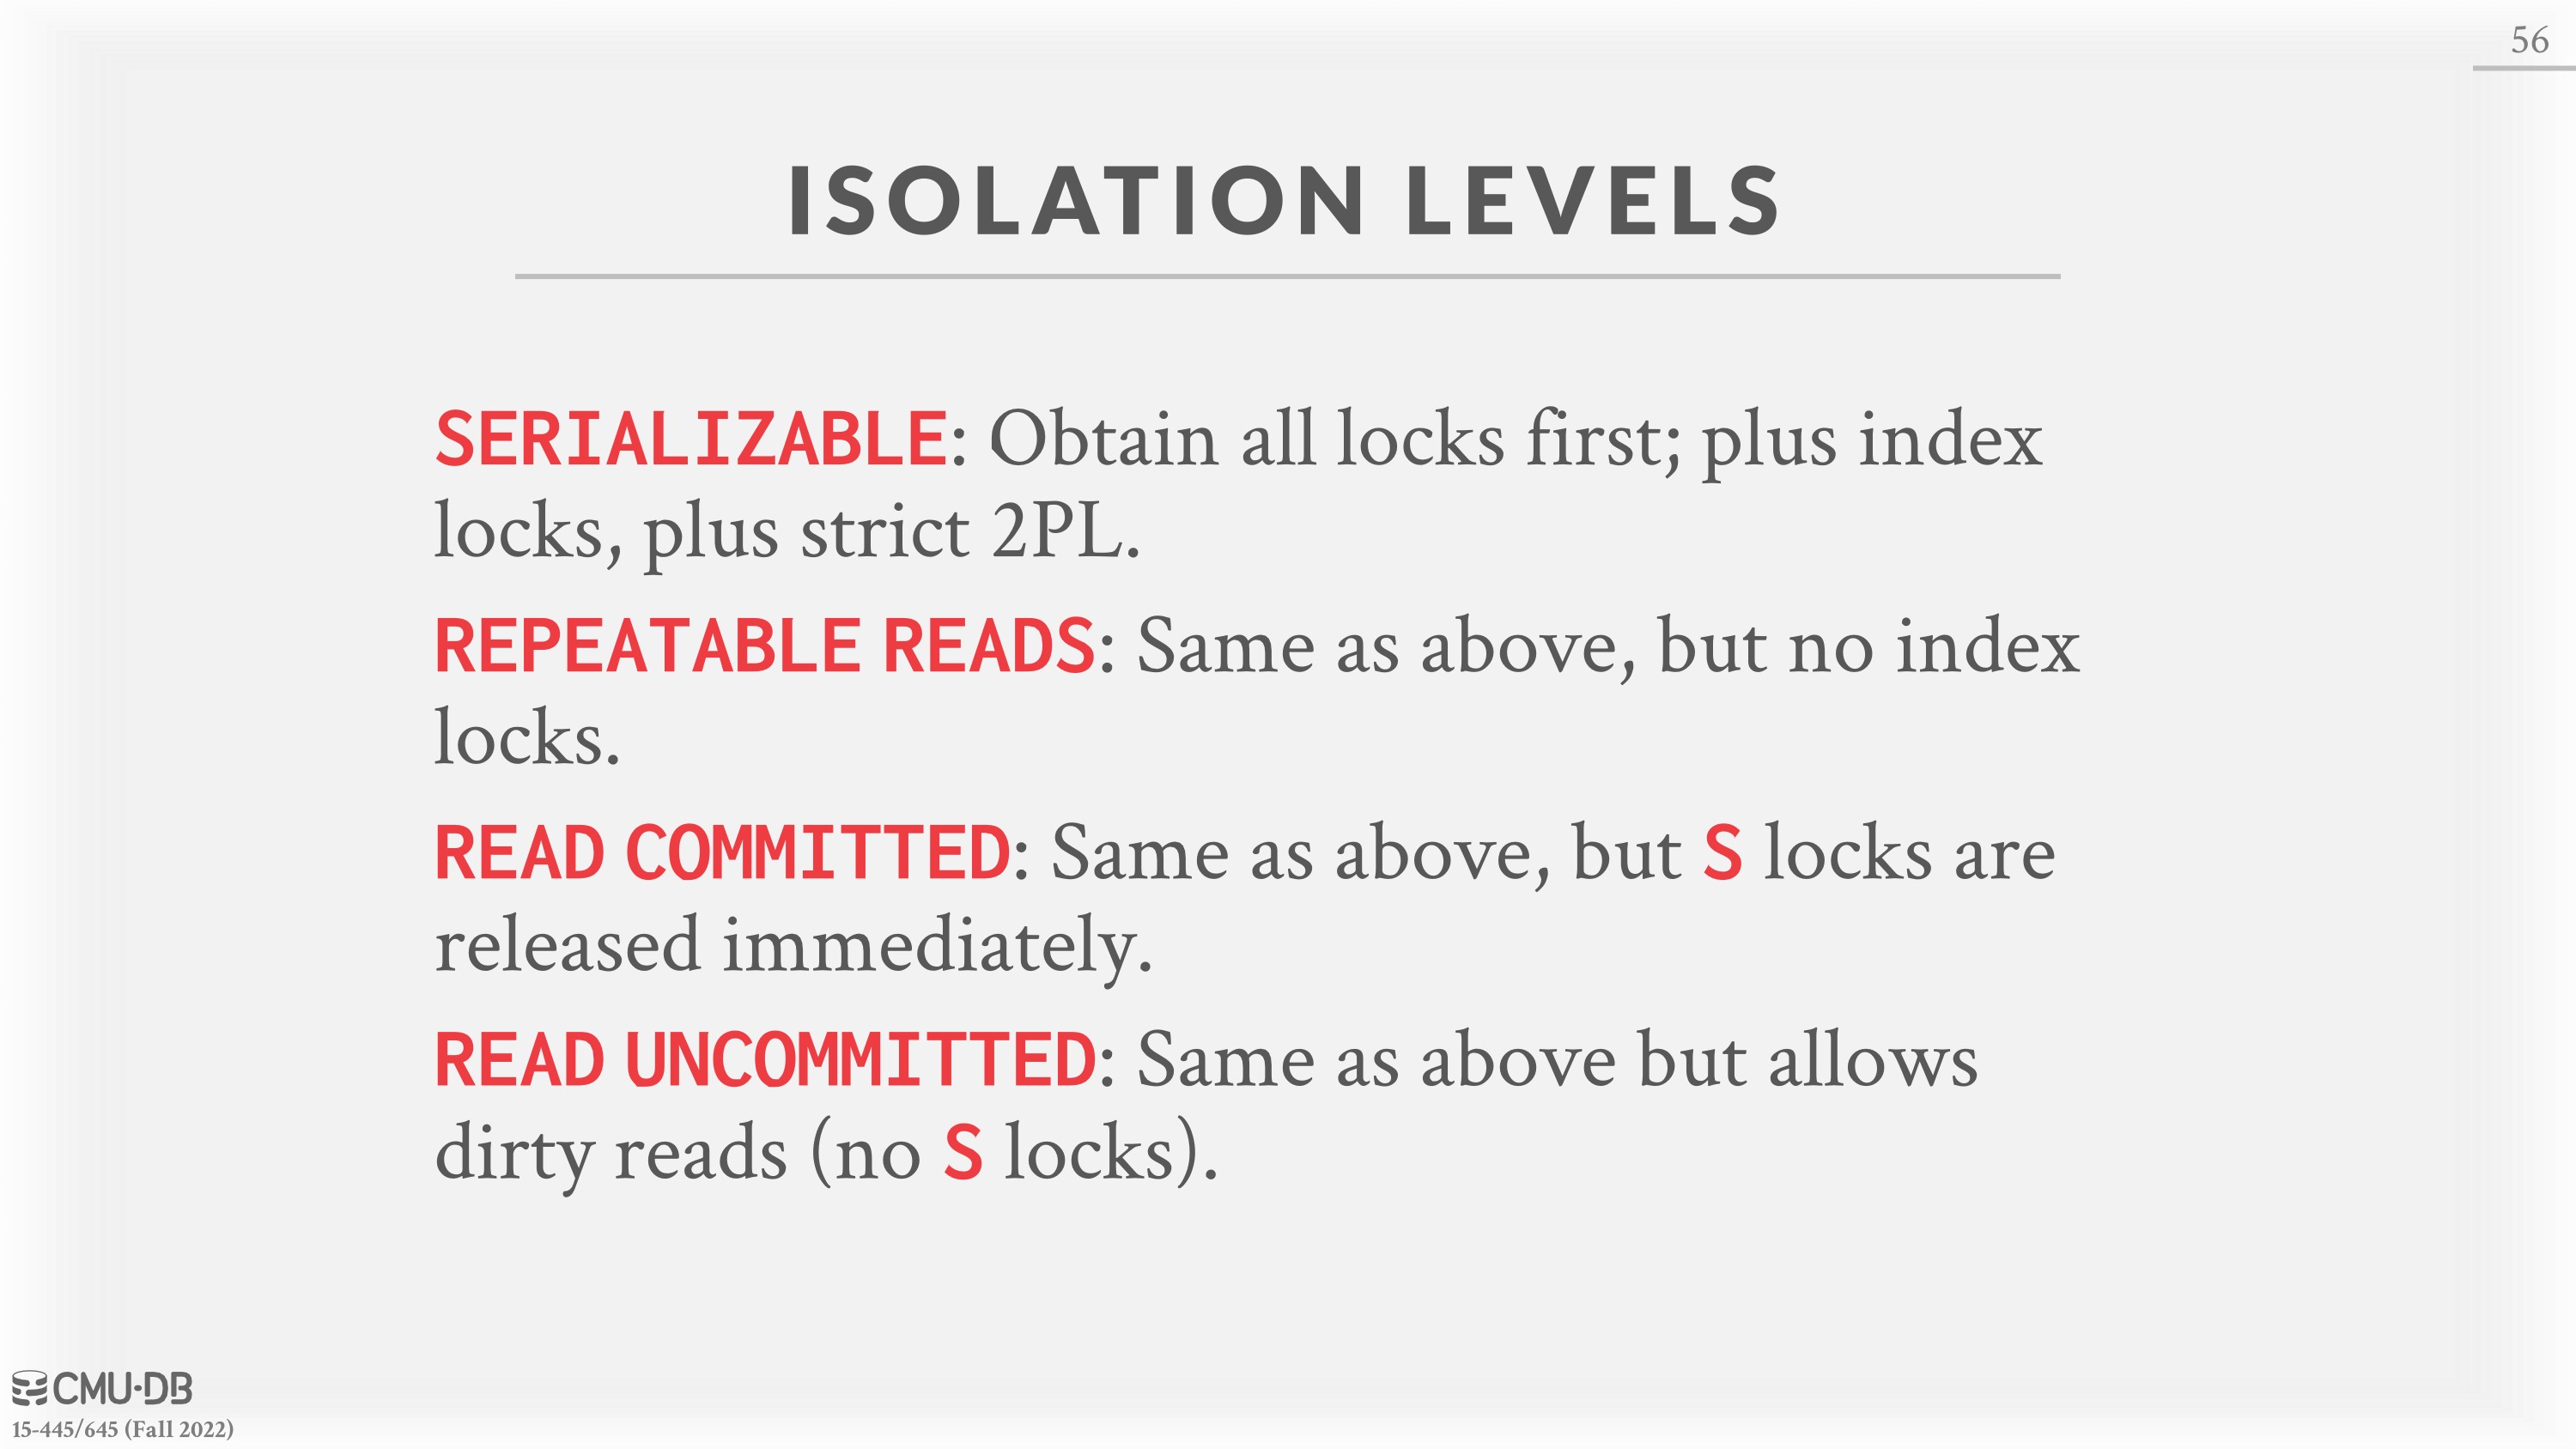 56
ISOLATION LEVELS
SERIALIZABLE: Obtain all locks first; plus index
locks, plus strict 2PL.
REPEATABLE READS: Same as above, but no index
locks.
READ COMMITTED: Same as above, but S locks are
released immediately.
READ UNCOMMITTED: Same as above but allows
dirty reads (no S locks).
CMU·DB
15-445/645 (Fall 2022)